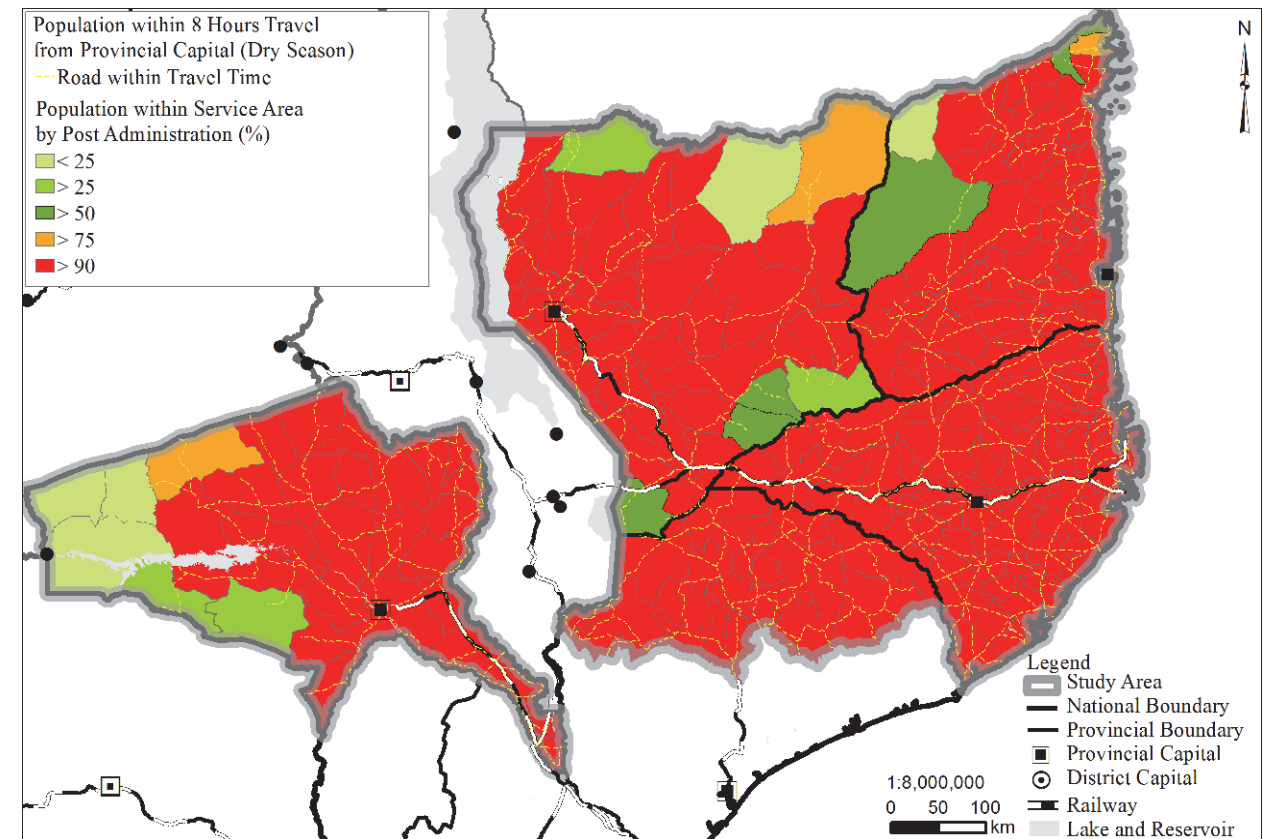 Population within 8 Hours Travel
from Provincial Capital (Dry Season)
Road within Travel Time
Population within Service Area
by Post Administration (%)
< 25
> 25
> 50
> 75
> 90
N
Legend
Study Area
National Boundary
Provincial Boundary
Provincial Capital
District Capital
Railway
Lake and Reservoir
1:8,000,000
0 50 100
km